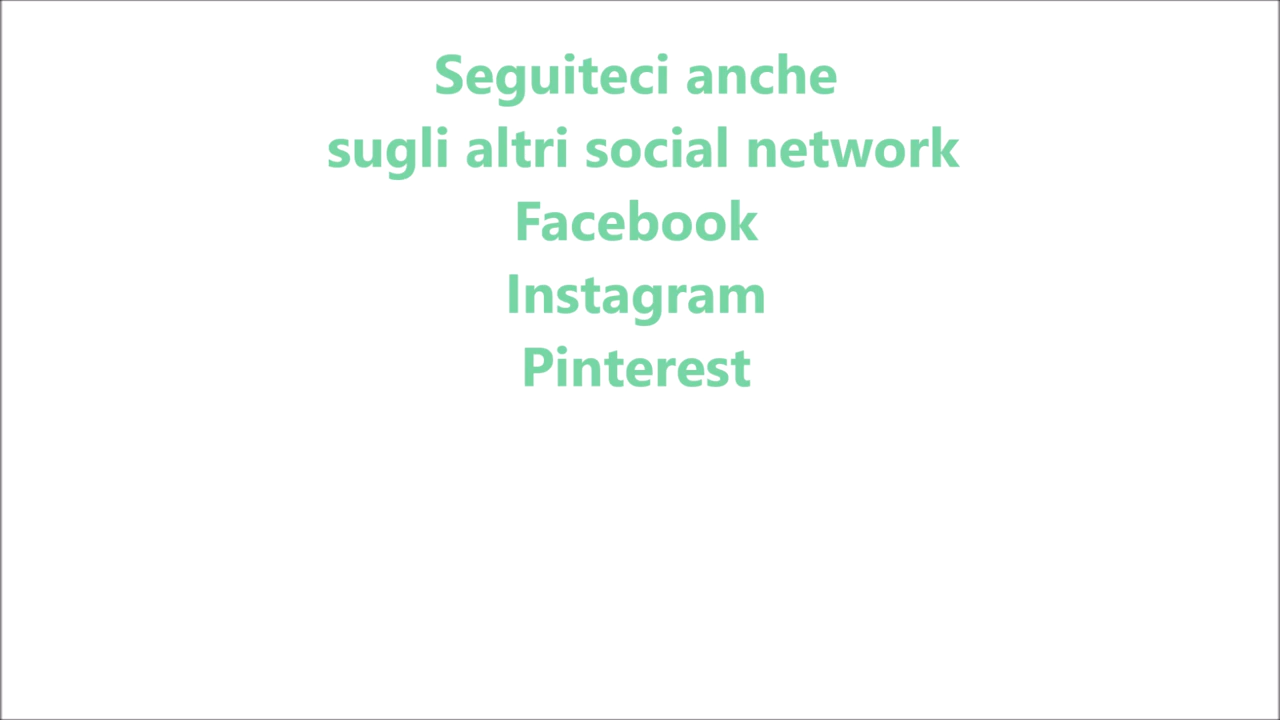 Seguiteci anche
sugli altri social network
Facebook
Instagram
Pinterest